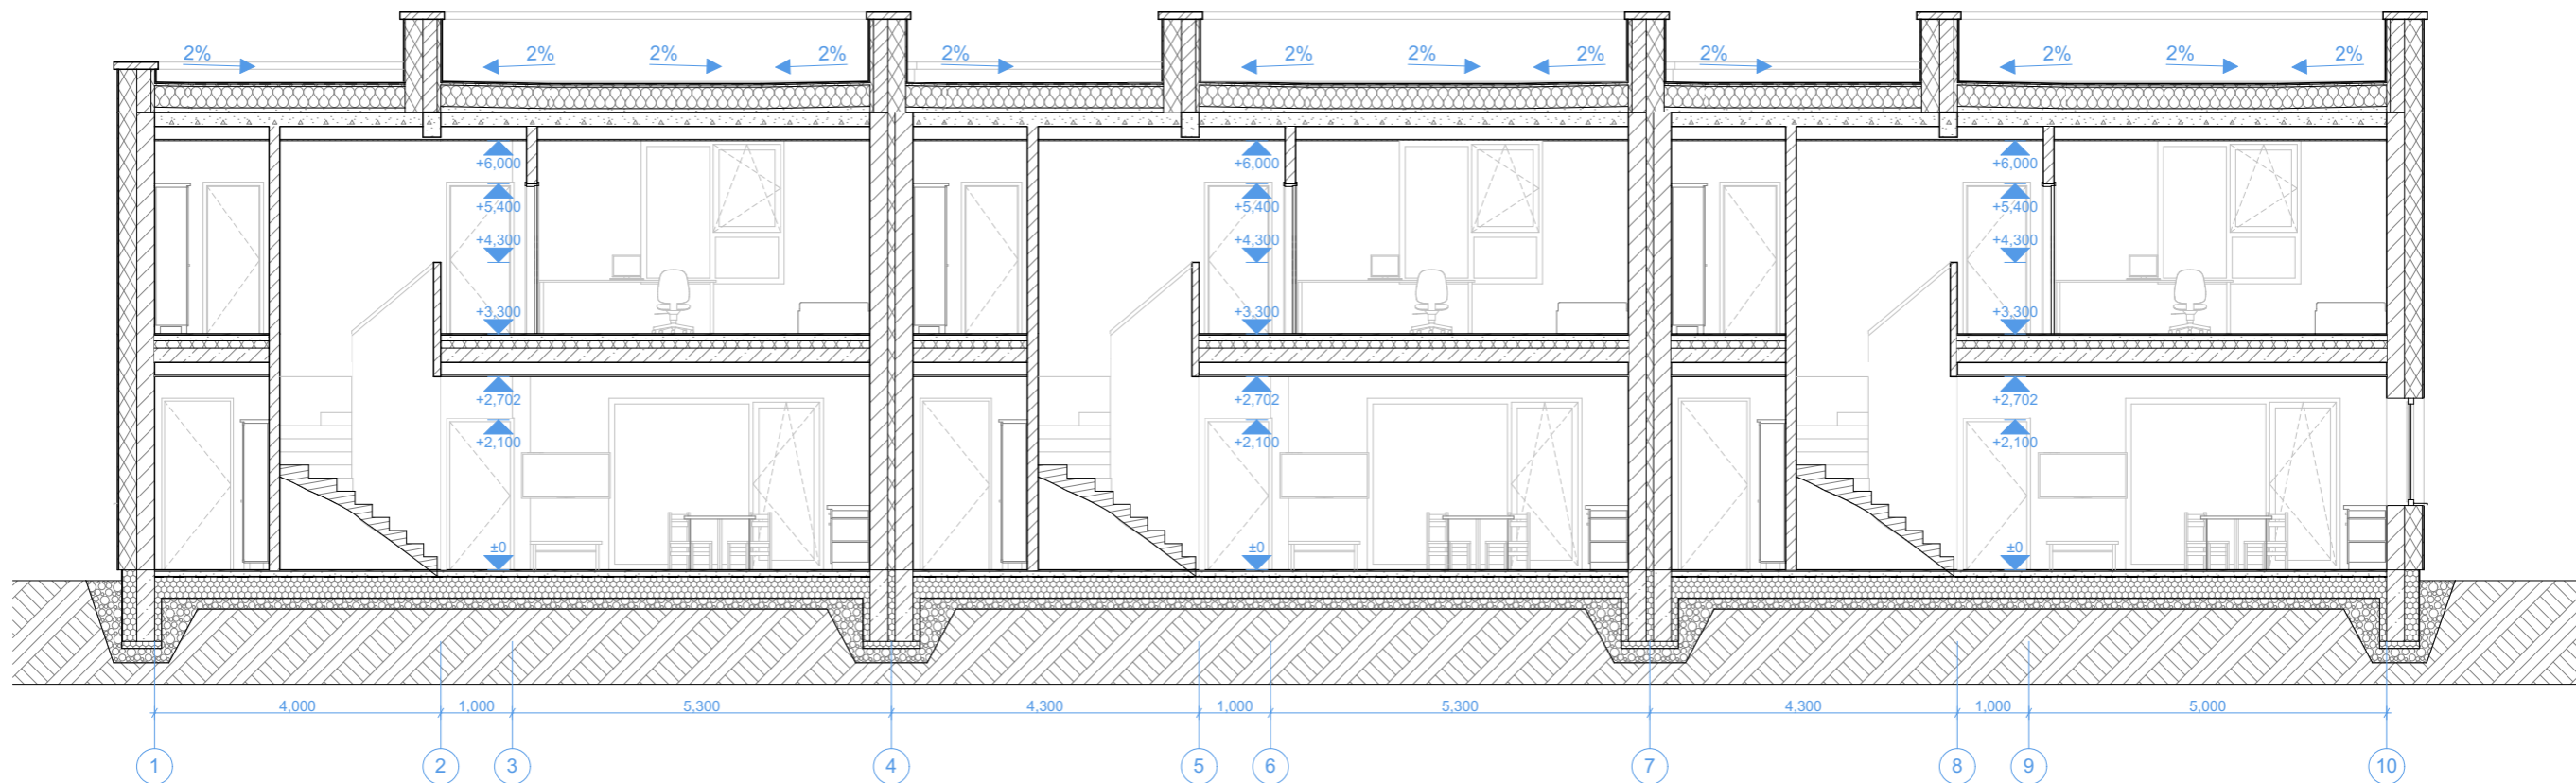 2% 2% 2% 2% 2% 2% 2% 2% 2% 2% 2% 2%
+6,000 +6,000 +6,000
+5,400 +5,400 +5,400
+4,300 +4,300 +4,300
+3,300 +3,300 +3,300
+2,702 +2,702 +2,702
+2,100 +2,100 +2,100
±0 ±0 ±0
4,000 1,000 5,300 4,300 1,000 5,300 4,300 1,000 5,000
1 2 3 4 5 6 7 8 9 10